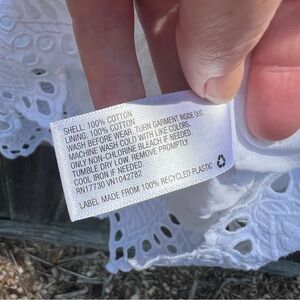 SHELL: 100% COTTON
LINING: 100% COTTON
WASH BEFORE WEAR. TURN GARMENT INSIDE OUT.
MACHINE WASH COLD WITH LIKE COLORS.
ONLY NON-CHLORINE BLEACH IF NEEDED.
TUMBLE DRY LOW. REMOVE PROMPTLY.
COOL IRON IF NEEDED.
RN17730 VN1042782
LABEL MADE FROM 100% RECYCLED PLASTIC